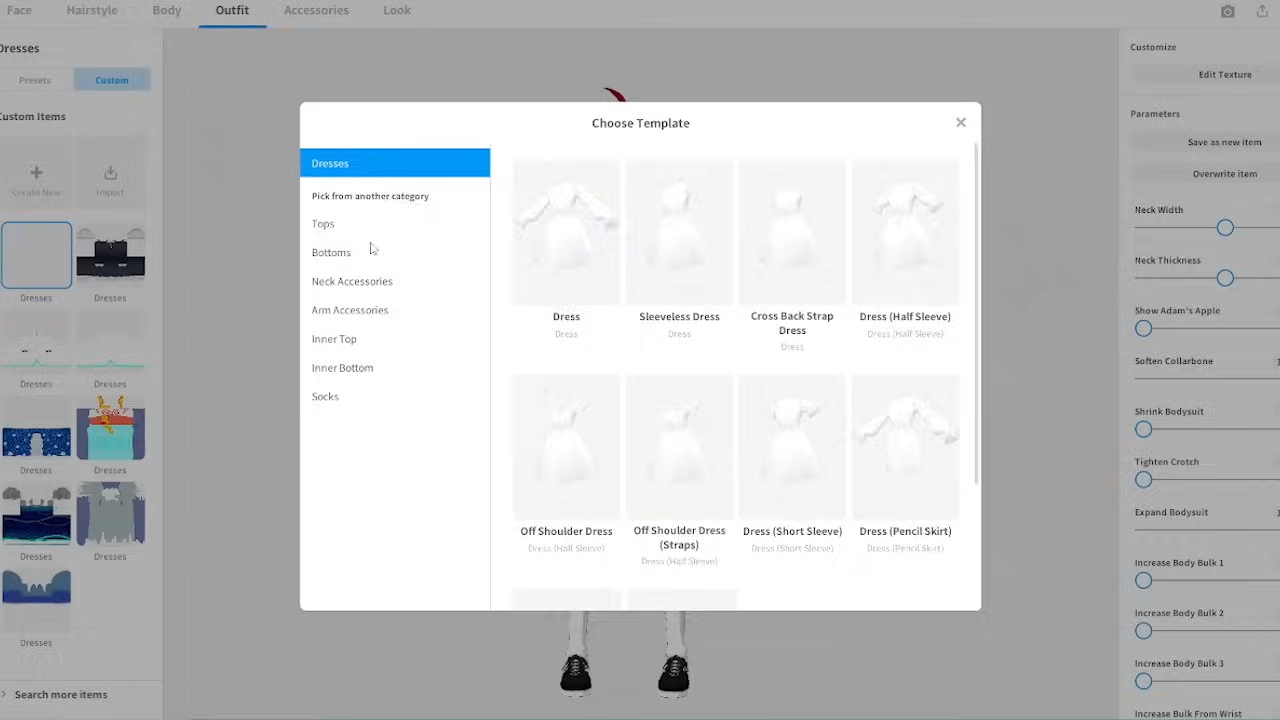 Face
Hairstyle
Body
Outfit
Accessories
Look
Dresses
Presets
Custom
Custom Items
Create New
Import
Dresses
Dresses
Dresses
Dresses
Dresses
Dresses
Dresses
Dresses
Dresses
Search more items
Choose Template
Dresses
Pick from another category
Tops
Bottoms
Neck Accessories
Arm Accessories
Inner Top
Inner Bottom
Socks
Dress
Dress
Sleeveless Dress
Dress
Cross Back Strap
Dress
Dress
Dress (Half Sleeve)
Dress (Half Sleeve)
Off Shoulder Dress
Dress (Half Sleeve)
Off Shoulder Dress
(Straps)
Dress (Half Sleeve)
Dress (Short Sleeve)
Dress (Short Sleeve)
Dress (Pencil Skirt)
Dress (Pencil Skirt)
Customize
Edit Texture
Parameters
Save as new item
Overwrite item
Neck Width
Neck Thickness
Show Adam's Apple
Soften Collarbone
Shrink Bodysuit
Tighten Crotch
Expand Bodysuit
Increase Body Bulk 1
Increase Body Bulk 2
Increase Body Bulk 3
Increase Bulk From Wrist